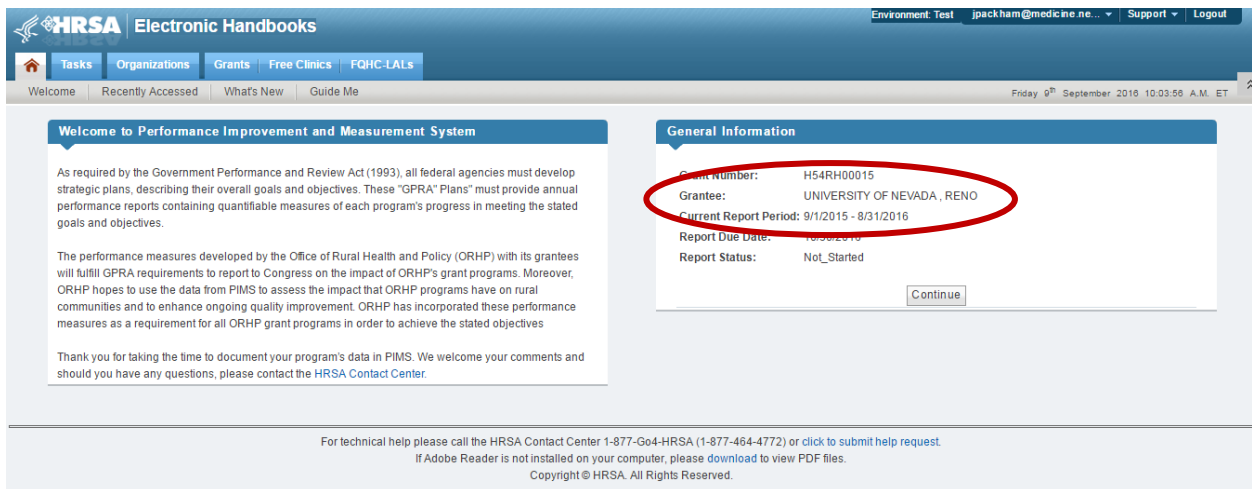 HRSA Electronic Handbooks
Environment: Test jpackham@medicine.ne... Support Logout
Tasks Organizations Grants Free Clinics FQHC-LALs
Welcome Recently Accessed What's New Guide Me
Friday 9th September 2016 10:03:56 A.M. ET
Welcome to Performance Improvement and Measurement System
As required by the Government Performance and Review Act (1993), all federal agencies must develop
strategic plans, describing their overall goals and objectives. These "GPRA" Plans" must provide annual
performance reports containing quantifiable measures of each program's progress in meeting the stated
goals and objectives.
The performance measures developed by the Office of Rural Health and Policy (ORHP) with its grantees
will fulfill GPRA requirements to report to Congress on the impact of ORHP's grant programs. Moreover,
ORHP hopes to use the data from PIMS to assess the impact that ORHP programs have on rural
communities and to enhance ongoing quality improvement. ORHP has incorporated these performance
measures as a requirement for all ORHP grant programs in order to achieve the stated objectives
Thank you for taking the time to document your program's data in PIMS. We welcome your comments and
should you have any questions, please contact the HRSA Contact Center.
General Information
Grant Number: H54RH00015
Grantee: UNIVERSITY OF NEVADA , RENO
Current Report Period: 9/1/2015 - 8/31/2016
Report Due Date:
Report Status: Not_Started
Continue
For technical help please call the HRSA Contact Center 1-877-Go4-HRSA (1-877-464-4772) or click to submit help request.
If Adobe Reader is not installed on your computer, please download to view PDF files.
Copyright © HRSA. All Rights Reserved.